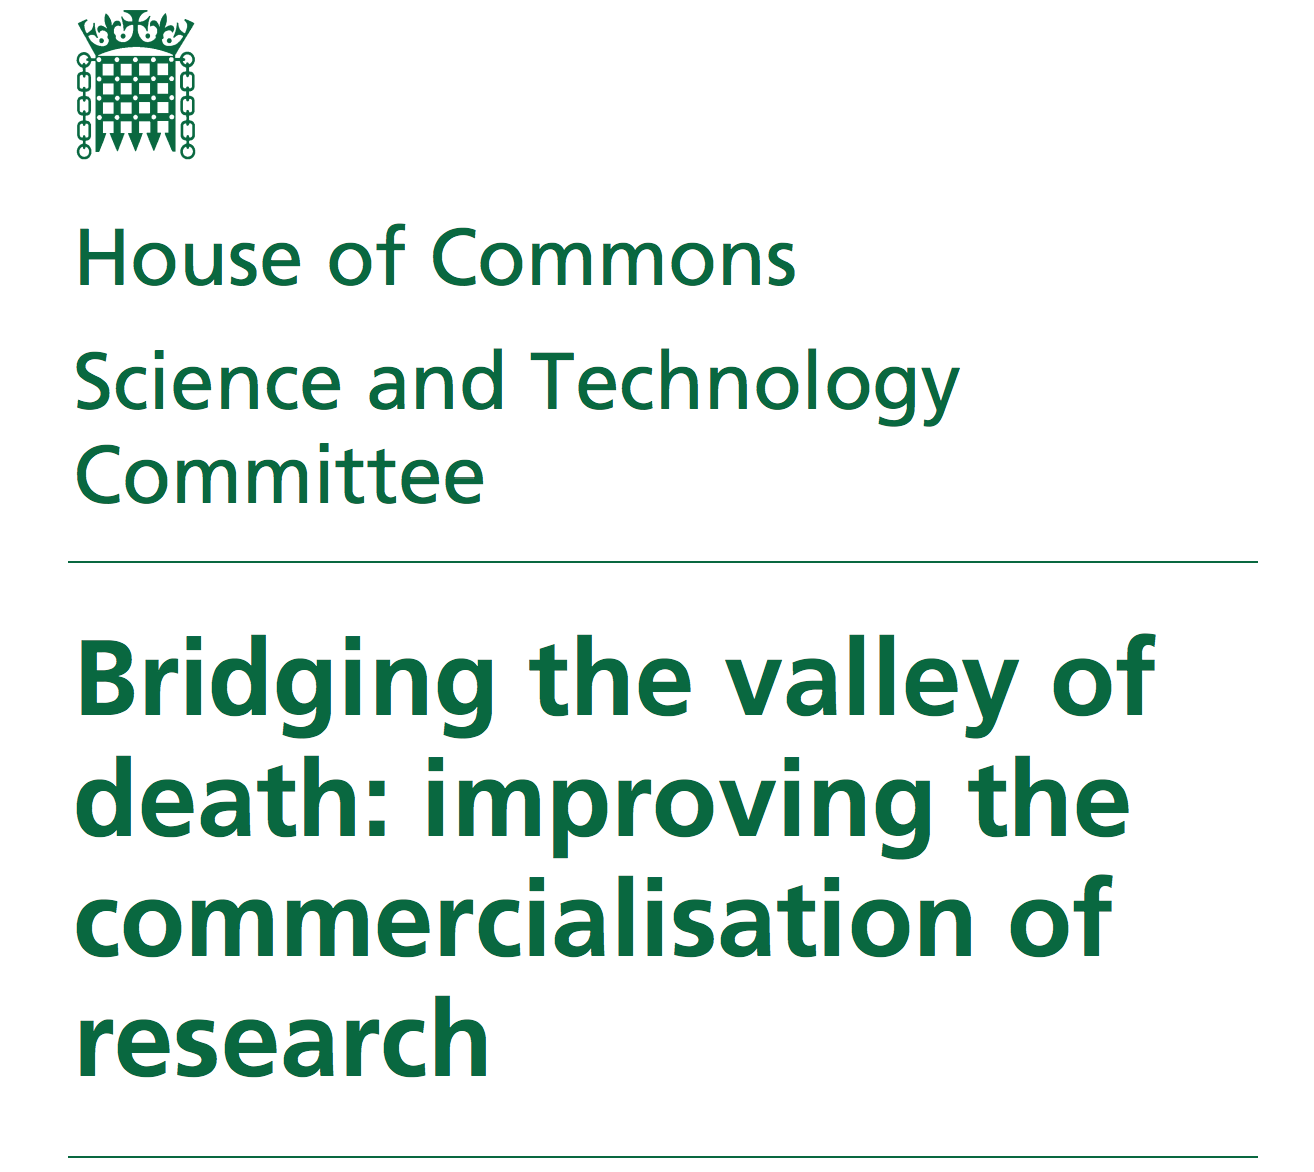 House of Commons
Science and Technology
Committee
Bridging the valley of
death: improving the
commercialisation of
research